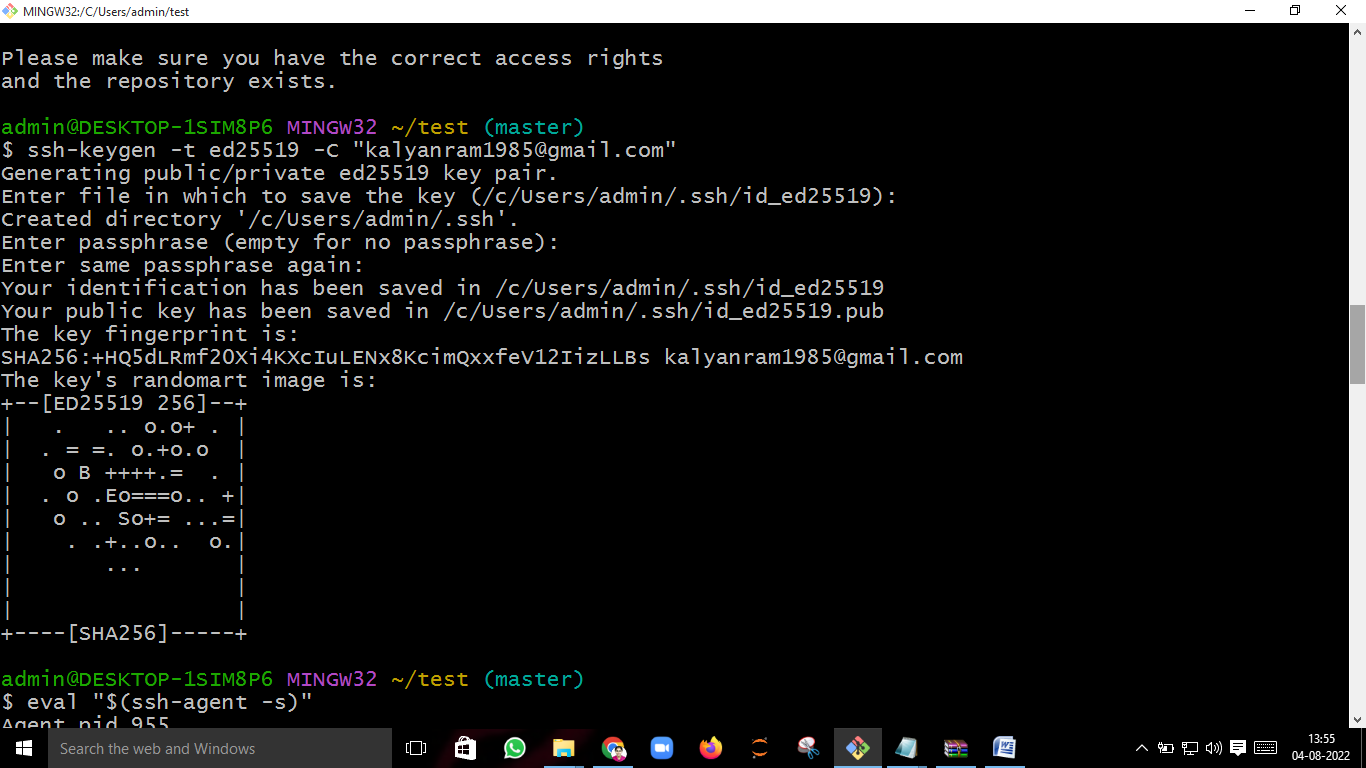 MINGW32:/C/Users/admin/test
Please make sure you have the correct access rights
and the repository exists.
admin@DESKTOP-1SIM8P6 MINGW32 ~/test (master)
$ ssh-keygen -t ed25519 -C "kalyanram1985@gmail.com"
Generating public/private ed25519 key pair.
Enter file in which to save the key (/c/Users/admin/.ssh/id_ed25519):
Created directory '/c/Users/admin/.ssh'.
Enter passphrase (empty for no passphrase):
Enter same passphrase again:
Your identification has been saved in /c/Users/admin/.ssh/id_ed25519
Your public key has been saved in /c/Users/admin/.ssh/id_ed25519.pub
The key fingerprint is:
SHA256:+HQ5dLRmf2OXi4KXcIuLENx8KcimQxxfeV12IizLLBs kalyanram1985@gmail.com
The key's randomart image is:
+--[ED25519 256]--+
|   .   .. o.o+ . |
|  . = =. o.+o.o  |
|   o B ++++.=  . |
|  . o .Eo===o.. +|
|   o .. So+= ...=|
|    . .+..o..  o.|
|       ...       |
|                 |
|                 |
+----[SHA256]-----+
admin@DESKTOP-1SIM8P6 MINGW32 ~/test (master)
$ eval "$(ssh-agent -s)"
Agent pid 955
Search the web and Windows
13:55
04-08-2022